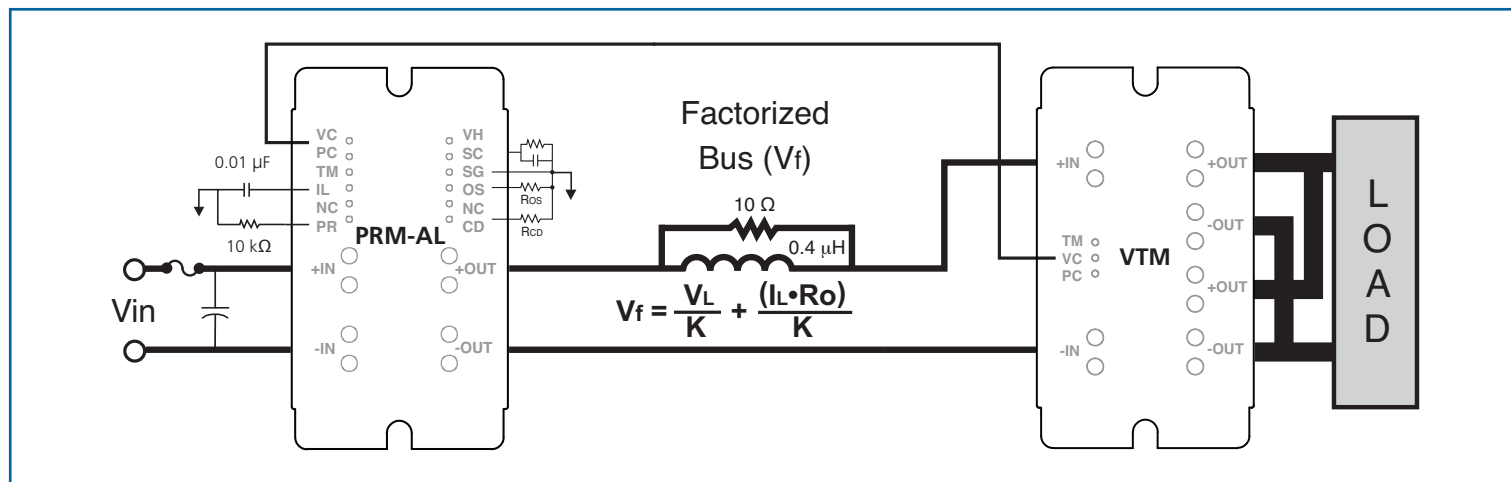 Factorized
Bus (Vf)
VC
PC
TM
IL
NC
PR
VH
SC
SG
OS
NC
CD
0.01 µF
10 kΩ
ROS
RCD
PRM-AL
+IN
-IN
+OUT
-OUT
Vin
10 Ω
0.4 µH
Vf = VL/K + (IL•Ro)/K
+IN
-IN
TM
VC
PC
VTM
+OUT
-OUT
+OUT
-OUT
LOAD